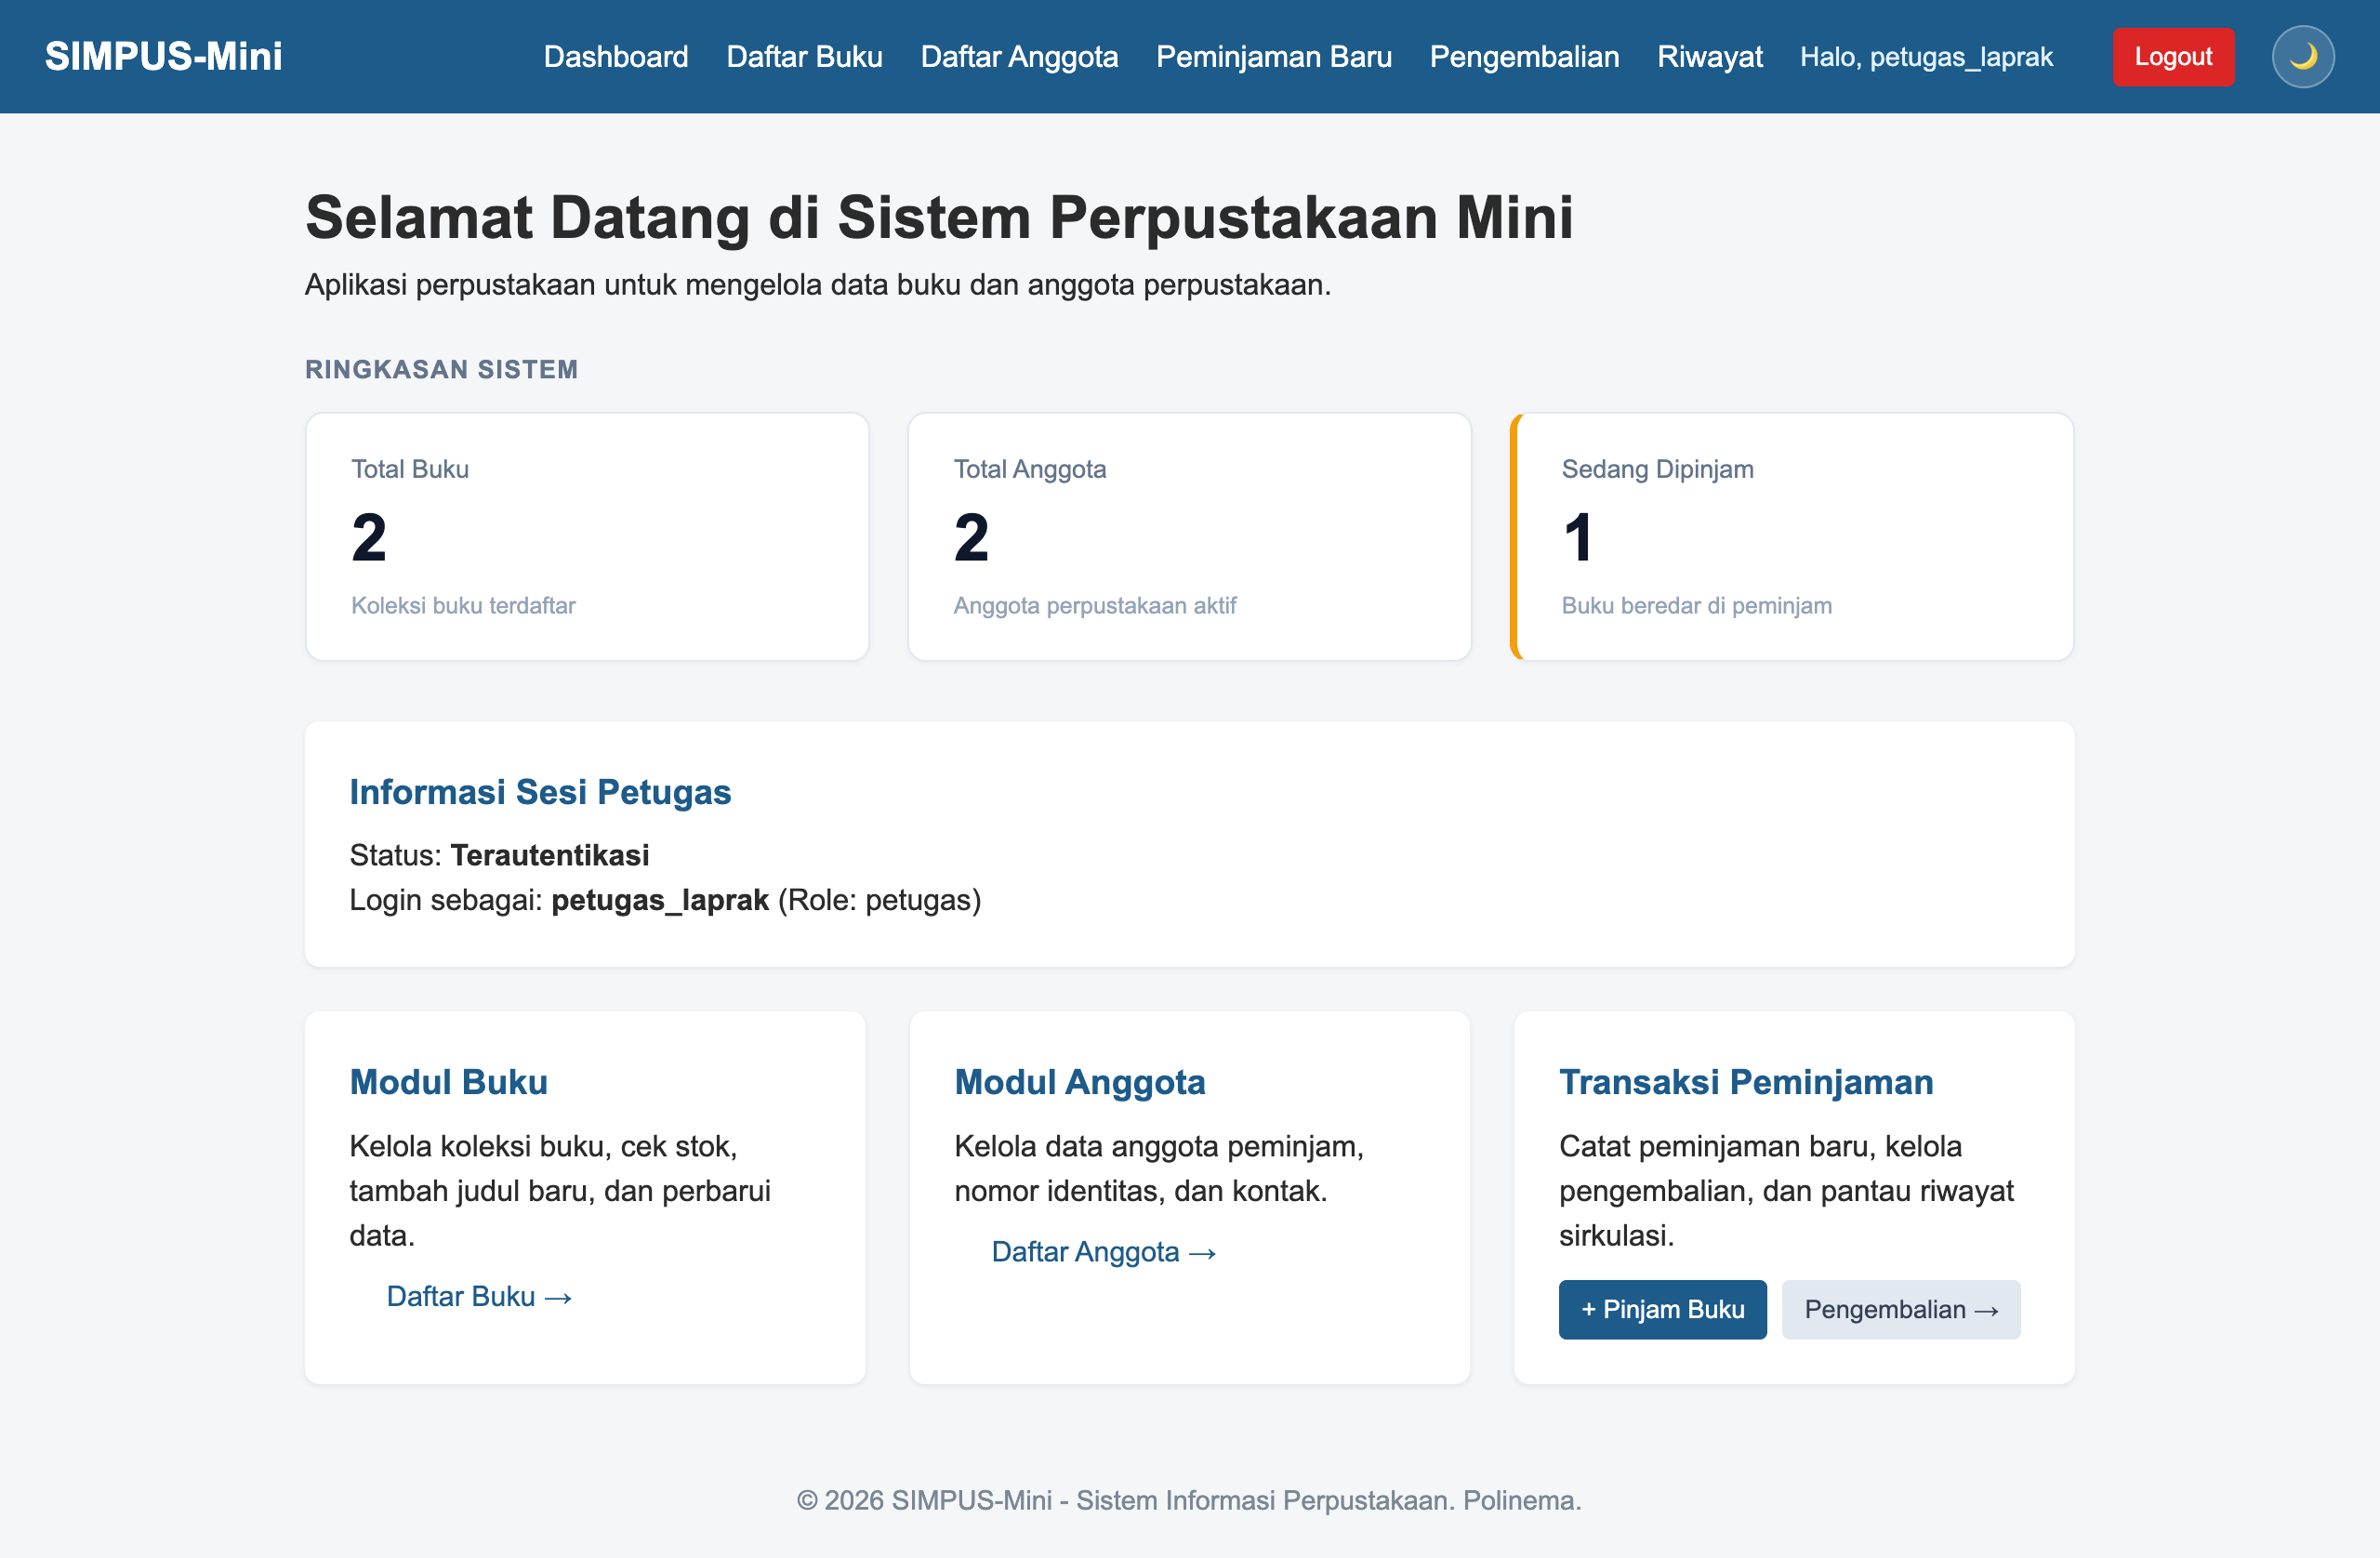 SIMPUS-Mini
Dashboard
Daftar Buku
Daftar Anggota
Peminjaman Baru
Pengembalian
Riwayat
Halo, petugas_laprak
Logout
Selamat Datang di Sistem Perpustakaan Mini
Aplikasi perpustakaan untuk mengelola data buku dan anggota perpustakaan.
RINGKASAN SISTEM
Total Buku
2
Koleksi buku terdaftar
Total Anggota
2
Anggota perpustakaan aktif
Sedang Dipinjam
1
Buku beredar di peminjam
Informasi Sesi Petugas
Status: Terautentikasi
Login sebagai: petugas_laprak (Role: petugas)
Modul Buku
Kelola koleksi buku, cek stok,
tambah judul baru, dan perbarui
data.
Daftar Buku →
Modul Anggota
Kelola data anggota peminjam,
nomor identitas, dan kontak.
Daftar Anggota →
Transaksi Peminjaman
Catat peminjaman baru, kelola
pengembalian, dan pantau riwayat
sirkulasi.
+ Pinjam Buku
Pengembalian →
© 2026 SIMPUS-Mini - Sistem Informasi Perpustakaan. Polinema.